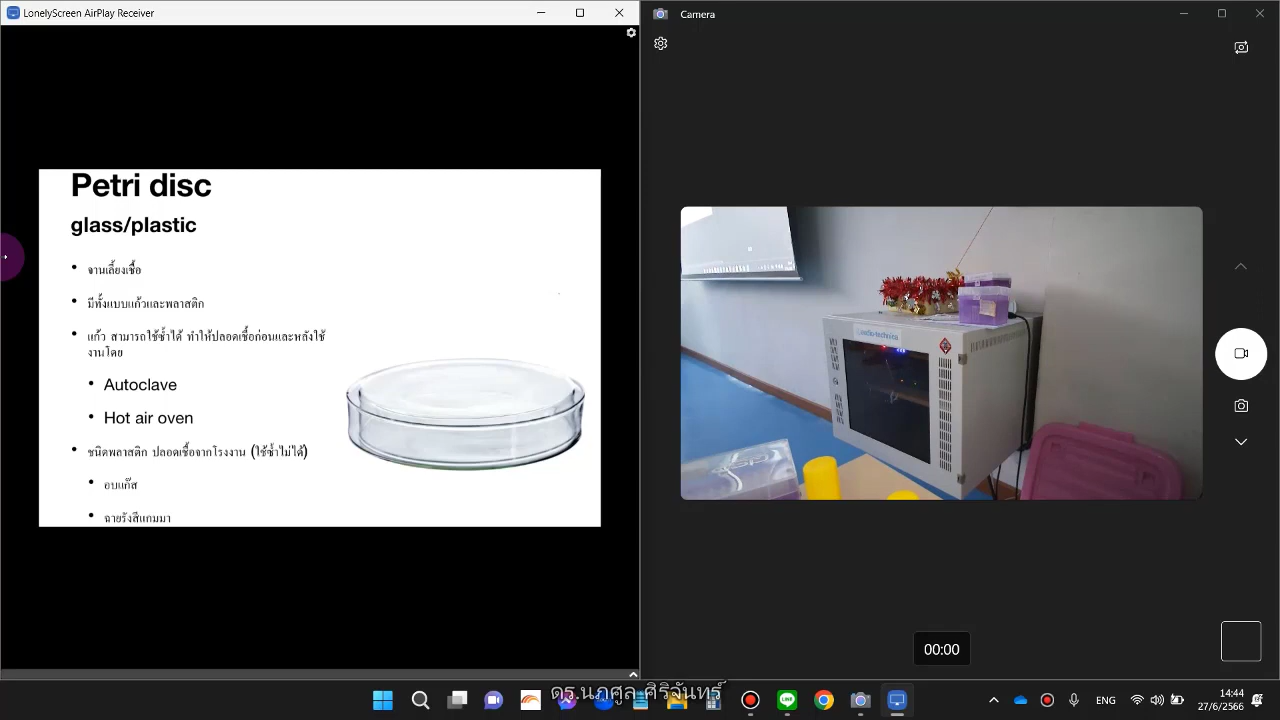 LonelyScreen AirPlay Receiver
Camera
Petri disc
glass/plastic
• จานเลี้ยงเชื้อ
• มีทั้งแบบแก้วและพลาสติก
• แก้ว สามารถใช้ซ้ำได้ ทำให้ปลอดเชื้อก่อนและหลังใช้
งานโดย
• Autoclave
• Hot air oven
• ชนิดพลาสติก ปลอดเชื้อจากโรงงาน (ใช้ซ้ำไม่ได้)
• อบแก๊ส
• ฉายรังสีแกมมา
audio-technica
00:00
ดร.นฤศูล ศิริจันทร์
ENG
14:44
27/6/2566